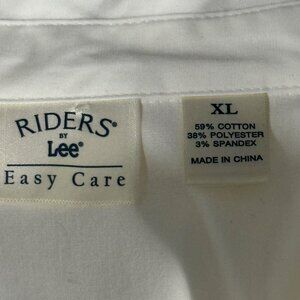 RIDERS®
BY
Lee®
Easy Care
XL
59% COTTON
38% POLYESTER
3% SPANDEX
MADE IN CHINA